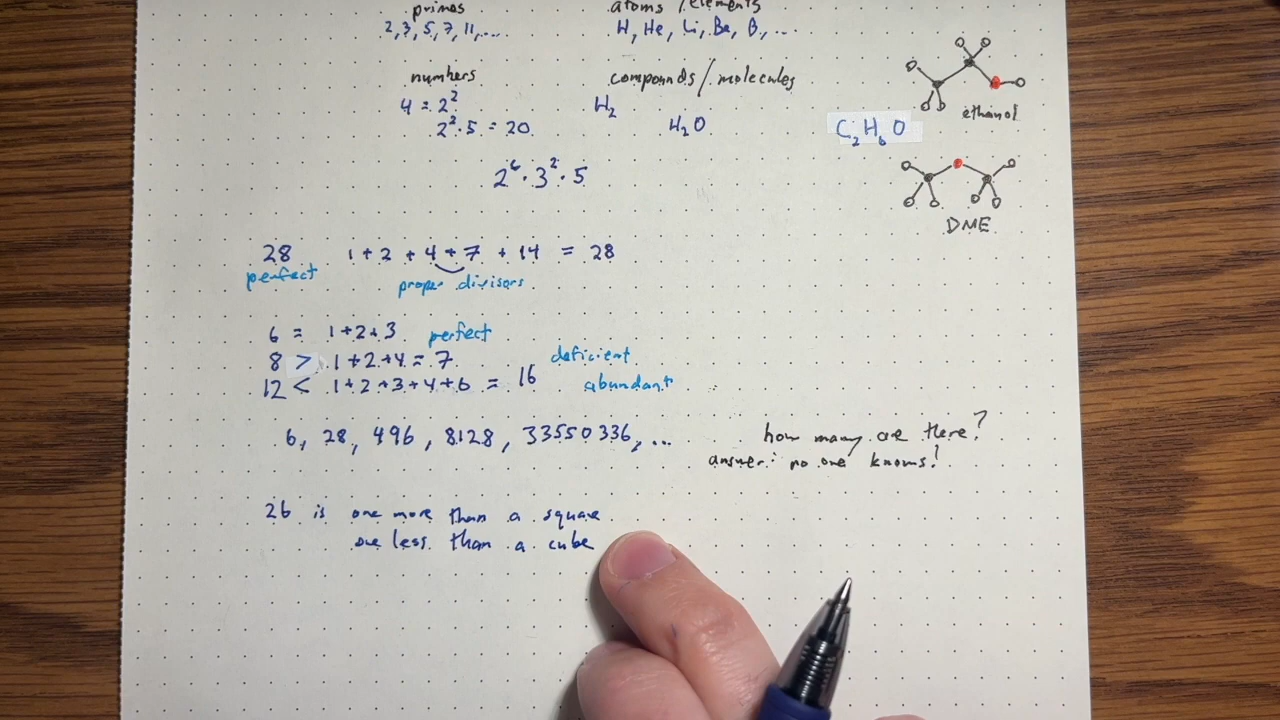 primes
atoms / elements
2, 3, 5, 7, 11, ...
H, He, Li, Be, B, ...
numbers
compounds / molecules
4 = 2²
H₂
ethanol
2² · 5 = 20
H₂O
C₂H₆O
2⁶ · 3² · 5
DME
28 1 + 2 + 4 + 7 + 14 = 28
perfect
proper divisors
6 = 1+2+3 perfect
8 > 1+2+4 = 7 deficient
12 < 1+2+3+4+6 = 16 abundant
6, 28, 496, 8128, 33550336, ...
how many are there?
answer: no one knows!
26 is one more than a square
one less than a cube